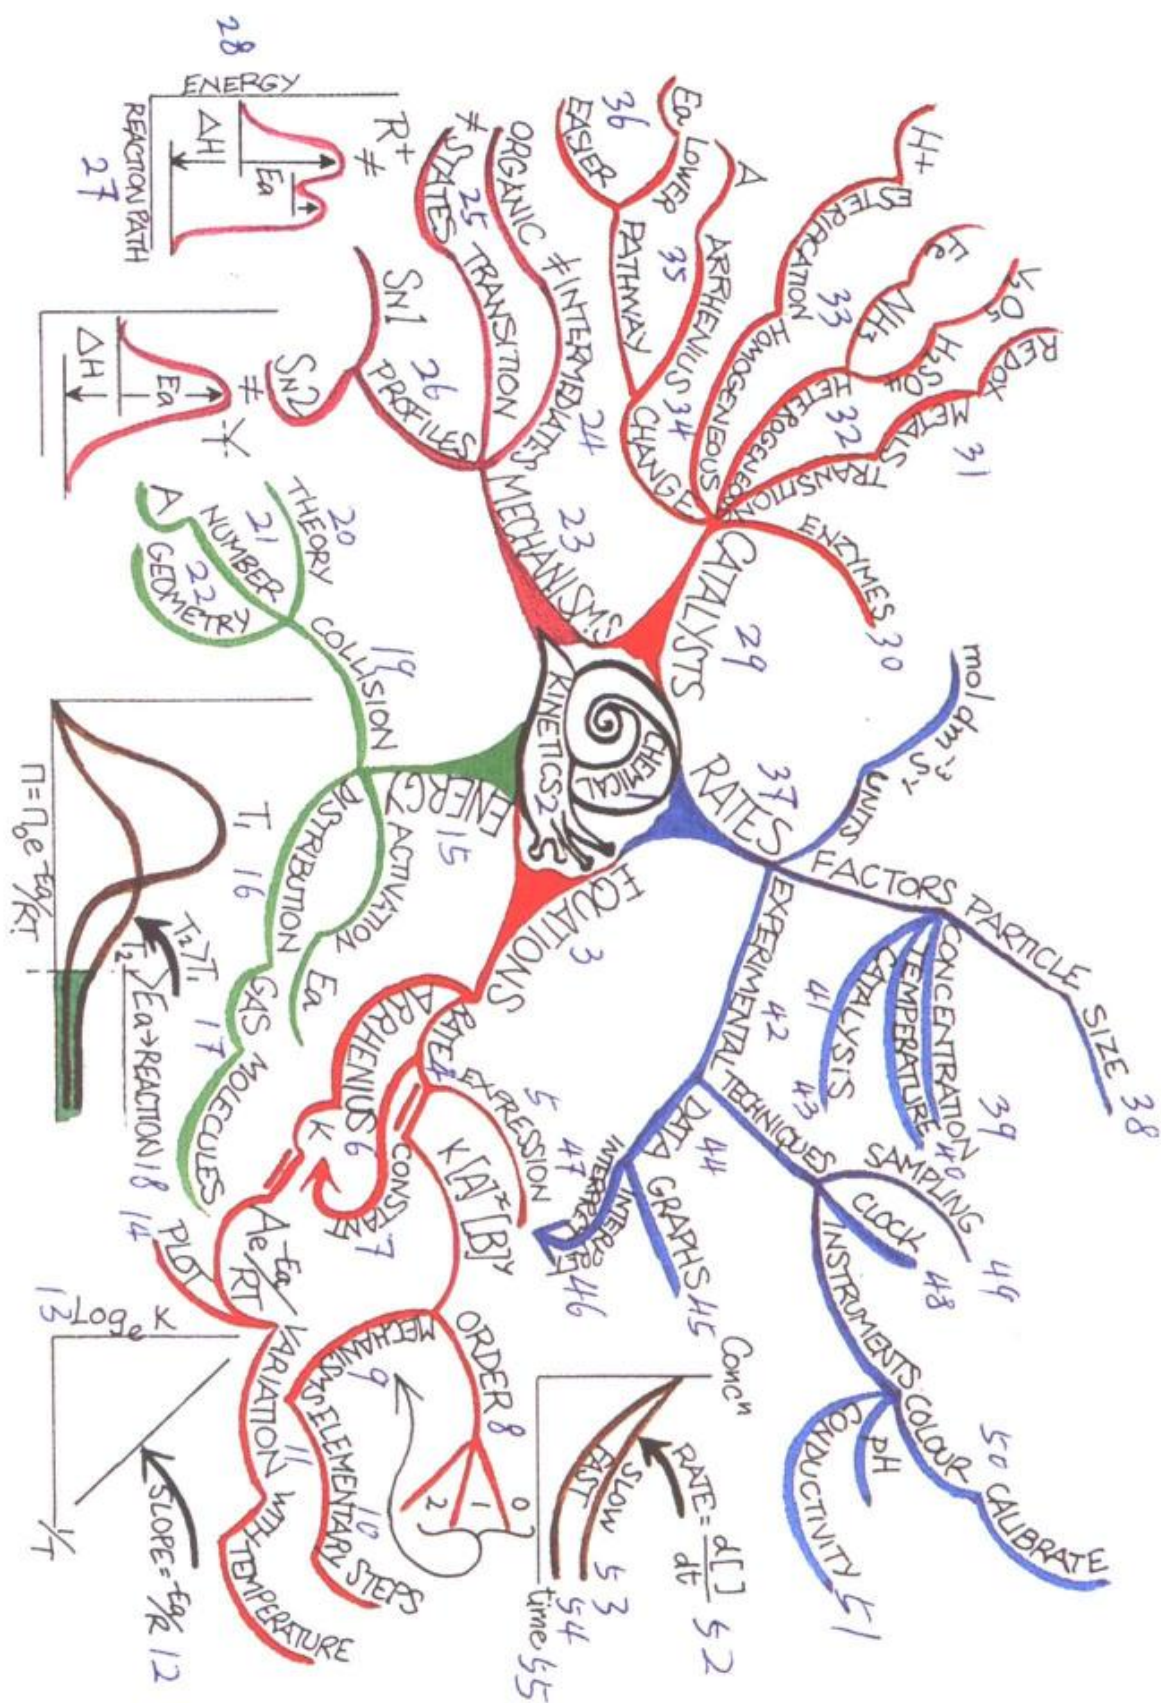 CHEMICAL 1
KINETICS 2
EQUATIONS 3
RATE 4
EXPRESSION 5
K[A]ˣ[B]ʸ
ARRHENIUS 6
K
Ae-Ea/RT
CONSTANT 7
ORDER 8
0
1
2
MECHANISMS 9
ELEMENTARY STEPS 10
VARIATION 11
WITH TEMPERATURE
SLOPE=-Ea/R 12
13 Logₑ K
1/T
PLOT 14
ENERGY 15
ACTIVATION Ea
DISTRIBUTION 16
GAS MOLECULES 17
T₁
T₂>T₁
T₂
>Ea→REACTION 18
n=n₀e-Ea/RT
COLLISION 19
THEORY 20
NUMBER 21
A
GEOMETRY 22
MECHANISMS 23
INTERMEDIATES 24
≠
ORGANIC
R⁺
TRANSITION
STATES 25
≠
PROFILES 26
SN1
SN2
≠
ΔH
Ea
Y
REACTION PATH 27
ENERGY 28
ΔH
Ea
≠
CATALYSTS 29
ENZYMES 30
TRANSITION
METALS 31
REDOX
HETEROGENEOUS 32
H₂SO₄
V₂O₅
NH₃
Fe
HOMOGENEOUS 33
ESTERIFICATION
H+
CHANGE 34
ARRHENIUS 35
A
PATHWAY
LOWER
Ea
EASIER 36
RATES 37
UNITS
mol dm⁻³ s⁻¹
FACTORS
PARTICLE
SIZE 38
CONCENTRATION 39
TEMPERATURE 40
CATALYSIS 41
EXPERIMENTAL 42
TECHNIQUES 43
DATA 44
GRAPHS 45
46
47
CLOCK 48
SAMPLING 49
INSTRUMENTS
COLOUR 50
CALIBRATE
pH
CONDUCTIVITY 51
RATE = d[ ]/dt 52
SLOW 53
FAST 54
time 55
Concⁿ